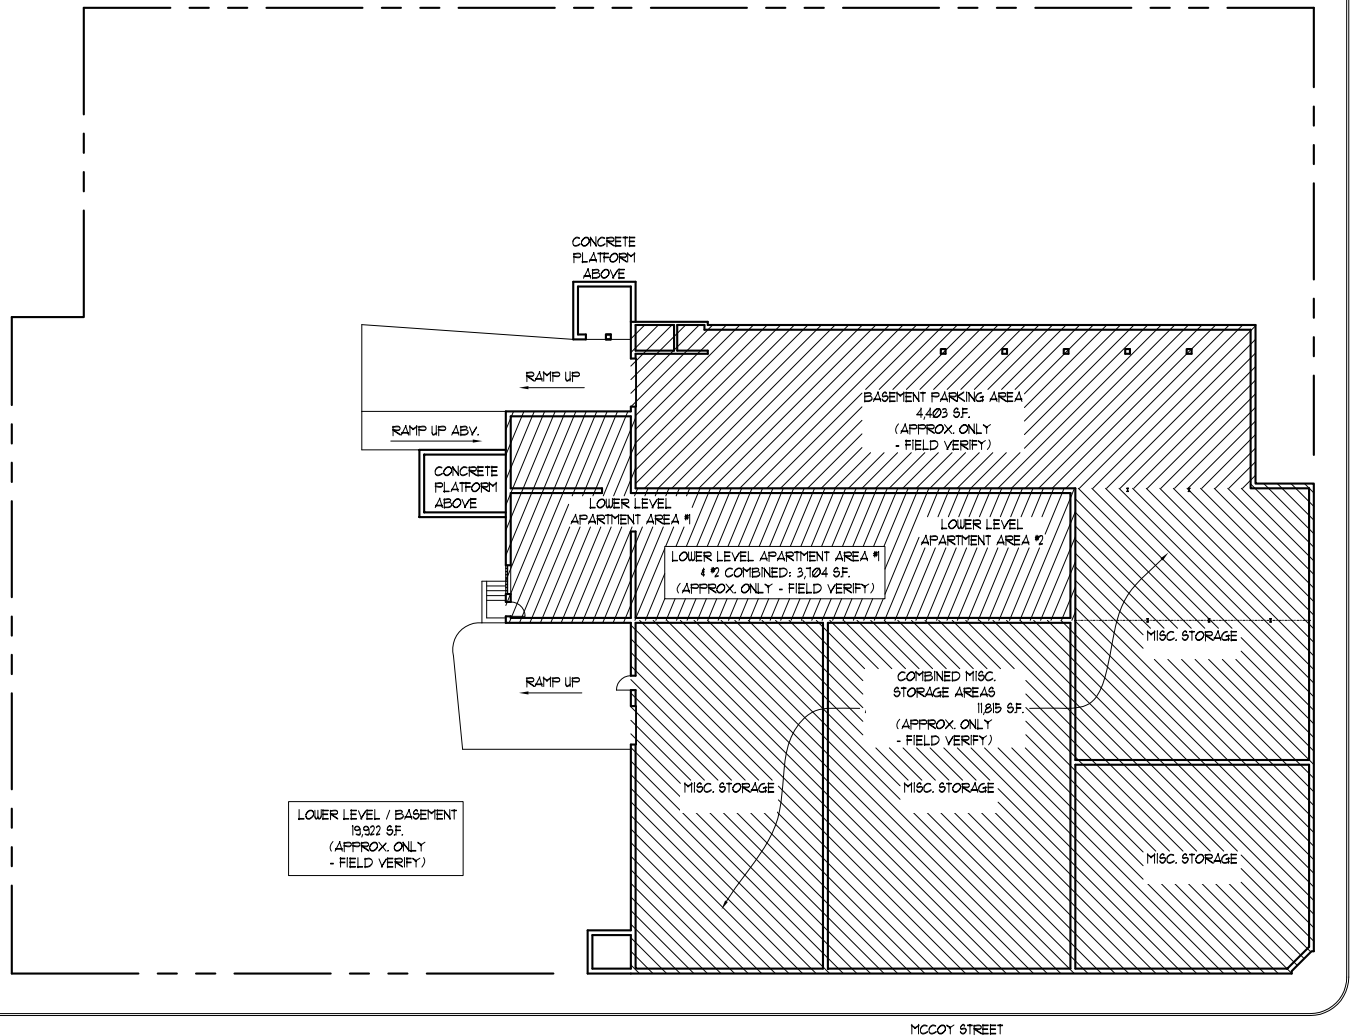 CONCRETE
PLATFORM
ABOVE
RAMP UP
BASEMENT PARKING AREA
4,403 S.F.
(APPROX. ONLY
- FIELD VERIFY)
RAMP UP ABV.
CONCRETE
PLATFORM
ABOVE
LOWER LEVEL
APARTMENT AREA #1
LOWER LEVEL
APARTMENT AREA #2
LOWER LEVEL APARTMENT AREA #1
& #2 COMBINED: 3,704 S.F.
(APPROX. ONLY - FIELD VERIFY)
MISC. STORAGE
RAMP UP
COMBINED MISC.
STORAGE AREAS
11,815 S.F.
(APPROX. ONLY
- FIELD VERIFY)
MISC. STORAGE
MISC. STORAGE
LOWER LEVEL / BASEMENT
19,922 S.F.
(APPROX. ONLY
- FIELD VERIFY)
MISC. STORAGE
MCCOY STREET